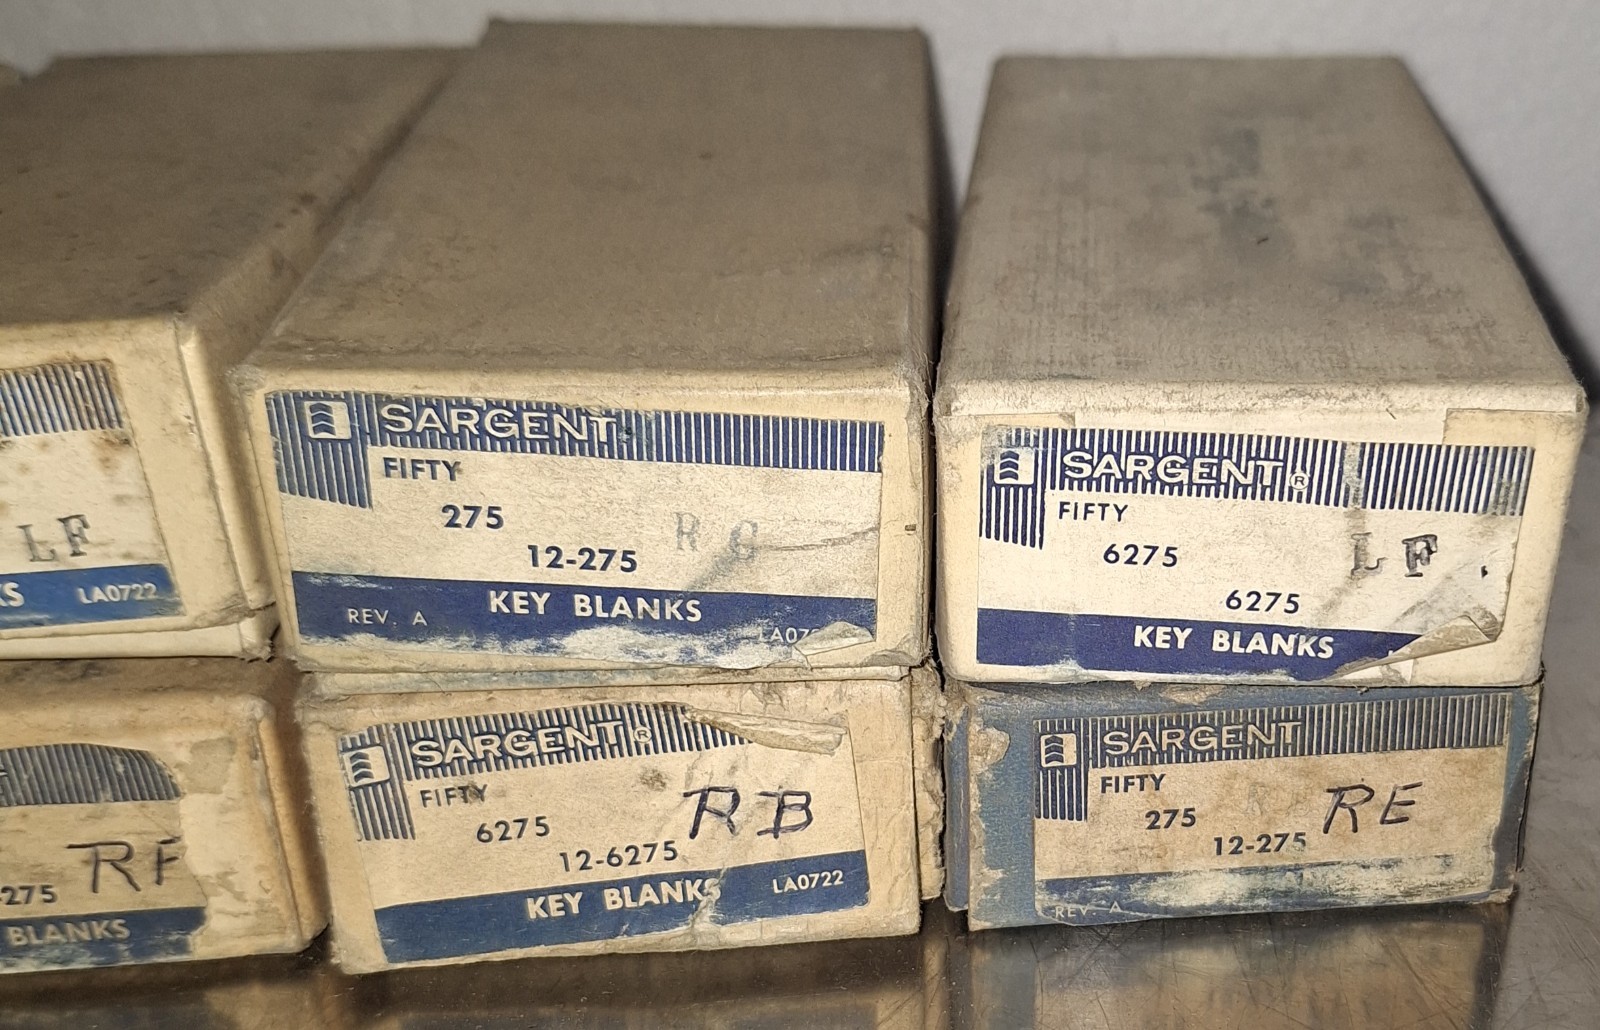 LF
KS LA0722
SARGENT
FIFTY
275 R G
12-275
REV. A KEY BLANKS
SARGENT®
FIFTY
6275 LF
6275
KEY BLANKS
RF
-275
BLANKS
SARGENT®
FIFTY
6275 RB
12-6275
KEY BLANKS LA0722
SARGENT
FIFTY
275 RE
12-275
REV. A